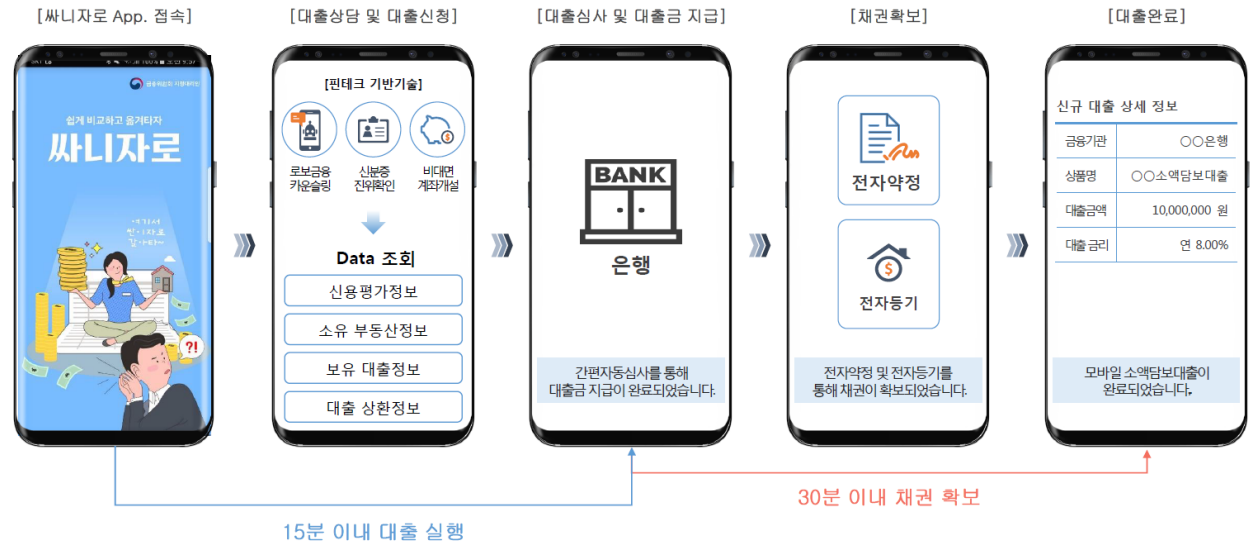 [싸니자로 App. 접속]
[대출상담 및 대출신청]
[대출심사 및 대출금 지급]
[채권확보]
[대출완료]
쉽게 비교하고 옮겨타자
싸니자로
여기서
싼이자로
갈아타~
?!
[핀테크 기반기술]
로보금융
카운슬링
신분증
진위확인
비대면
계좌개설
Data 조회
신용평가정보
소유 부동산정보
보유 대출정보
대출 상환정보
BANK
은행
간편자동심사를 통해
대출금 지급이 완료되었습니다.
전자약정
전자등기
전자약정 및 전자등기를
통해 채권이 확보되었습니다.
신규 대출 상세 정보
금융기관 ○○은행
상품명 ○○소액담보대출
대출금액 10,000,000 원
대출금리 연 8.00%
모바일 소액담보대출이
완료되었습니다.
15분 이내 대출 실행
30분 이내 채권 확보